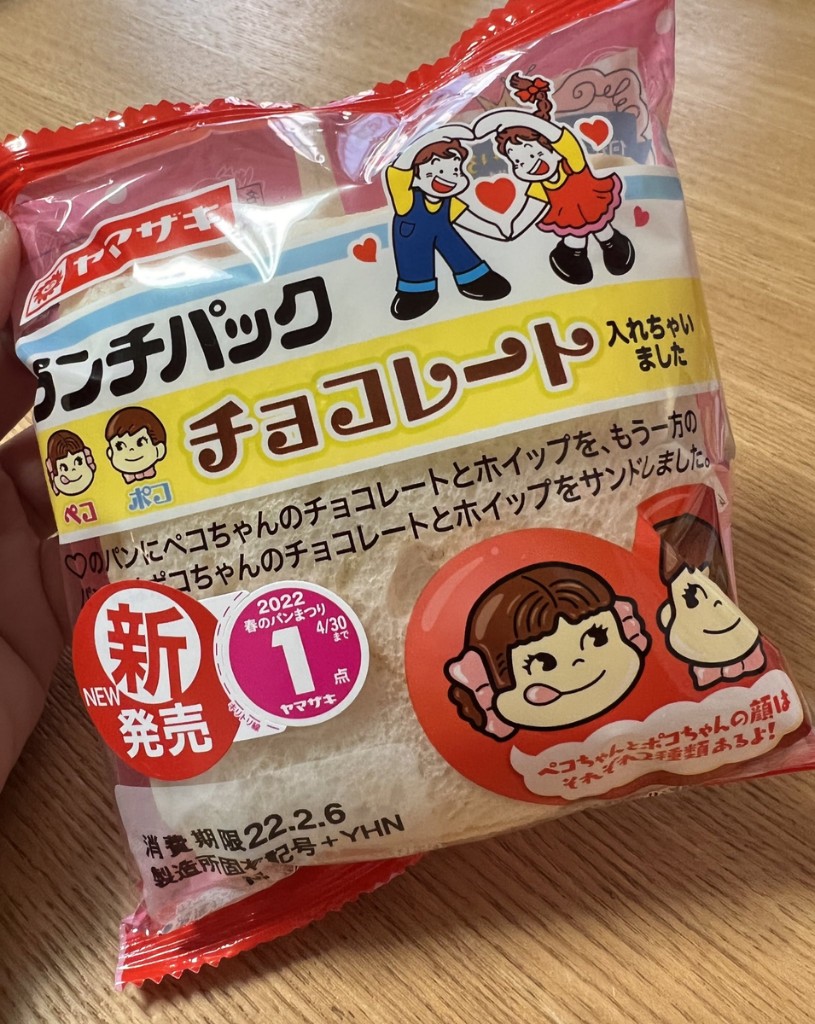 ヤマザキ
ランチパック
チョコレート
入れちゃい
ました
ペコ
ポコ
♡のパンにペコちゃんのチョコレートとホイップを、もう一方の
ポコちゃんのチョコレートとホイップをサンドしました。
新
NEW
発売
2022
春のパンまつり
4/30
まで
1
点
ヤマザキ
ペコちゃんとポコちゃんの顔は
それぞれ2種類あるよ!
消費期限22.2.6
製造所固有記号+YHN